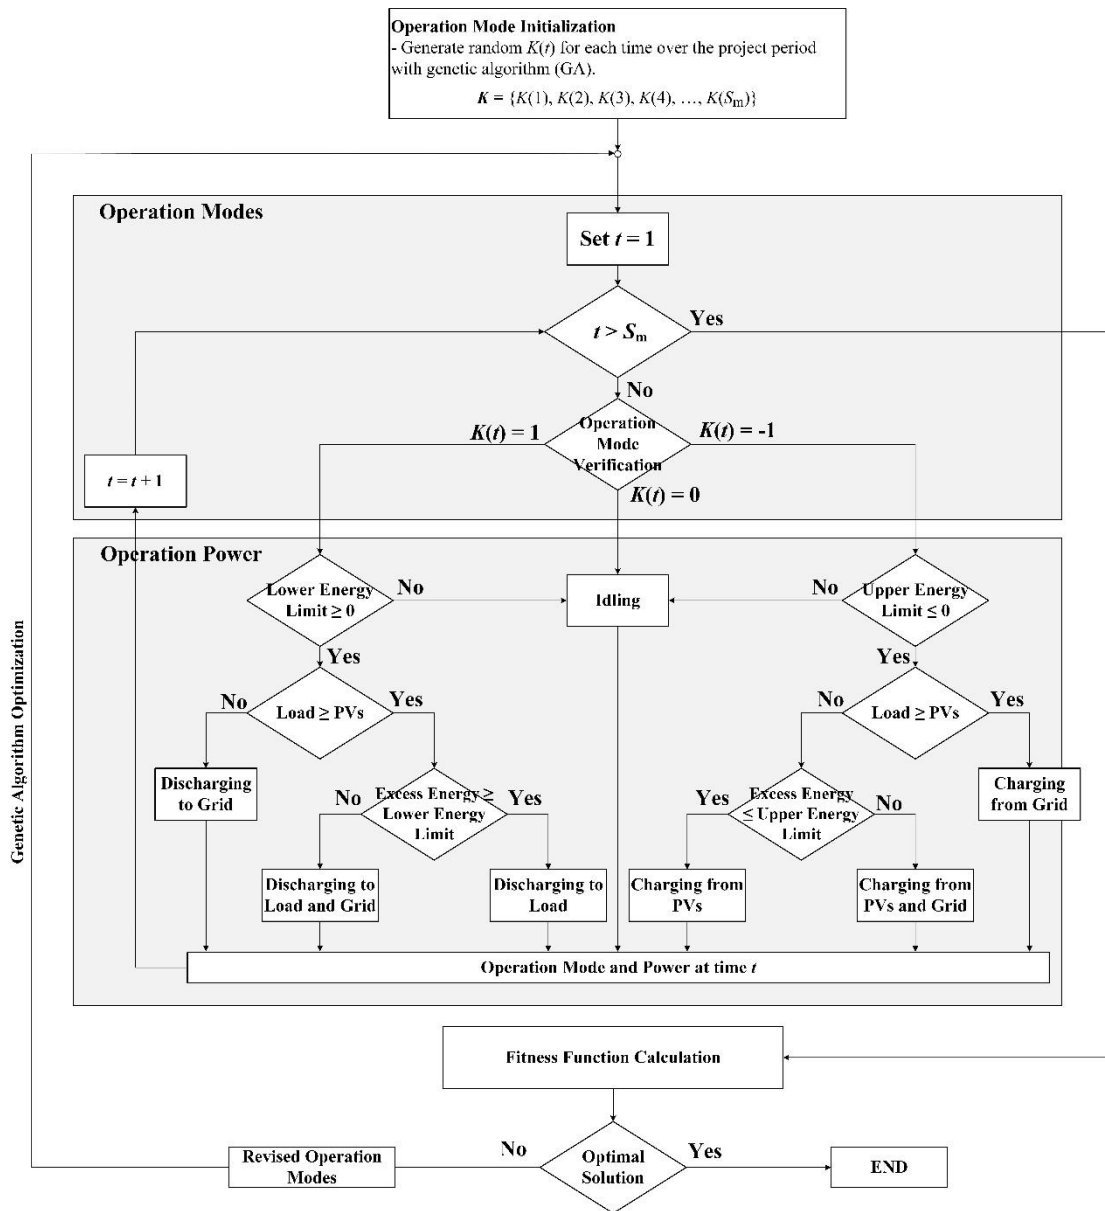 Operation Mode Initialization
- Generate random K(t) for each time over the project period
with genetic algorithm (GA).
K = {K(1), K(2), K(3), K(4), …, K(Sm)}
Operation Modes
Set t = 1
t > Sm
Yes
No
Operation
Mode
Verification
K(t) = 1
K(t) = -1
K(t) = 0
t = t + 1
Operation Power
Lower Energy
Limit ≥ 0
No
Idling
No
Upper Energy
Limit ≤ 0
Yes
Yes
No
Load ≥ PVs
Yes
No
Load ≥ PVs
Yes
Discharging
to Grid
No
Excess Energy ≥
Lower Energy
Limit
Yes
Yes
Excess Energy
≤ Upper Energy
Limit
No
Charging
from Grid
Discharging to
Load and Grid
Discharging to
Load
Charging from
PVs
Charging from
PVs and Grid
Operation Mode and Power at time t
Genetic Algorithm Optimization
Fitness Function Calculation
Revised Operation
Modes
No
Optimal
Solution
Yes
END